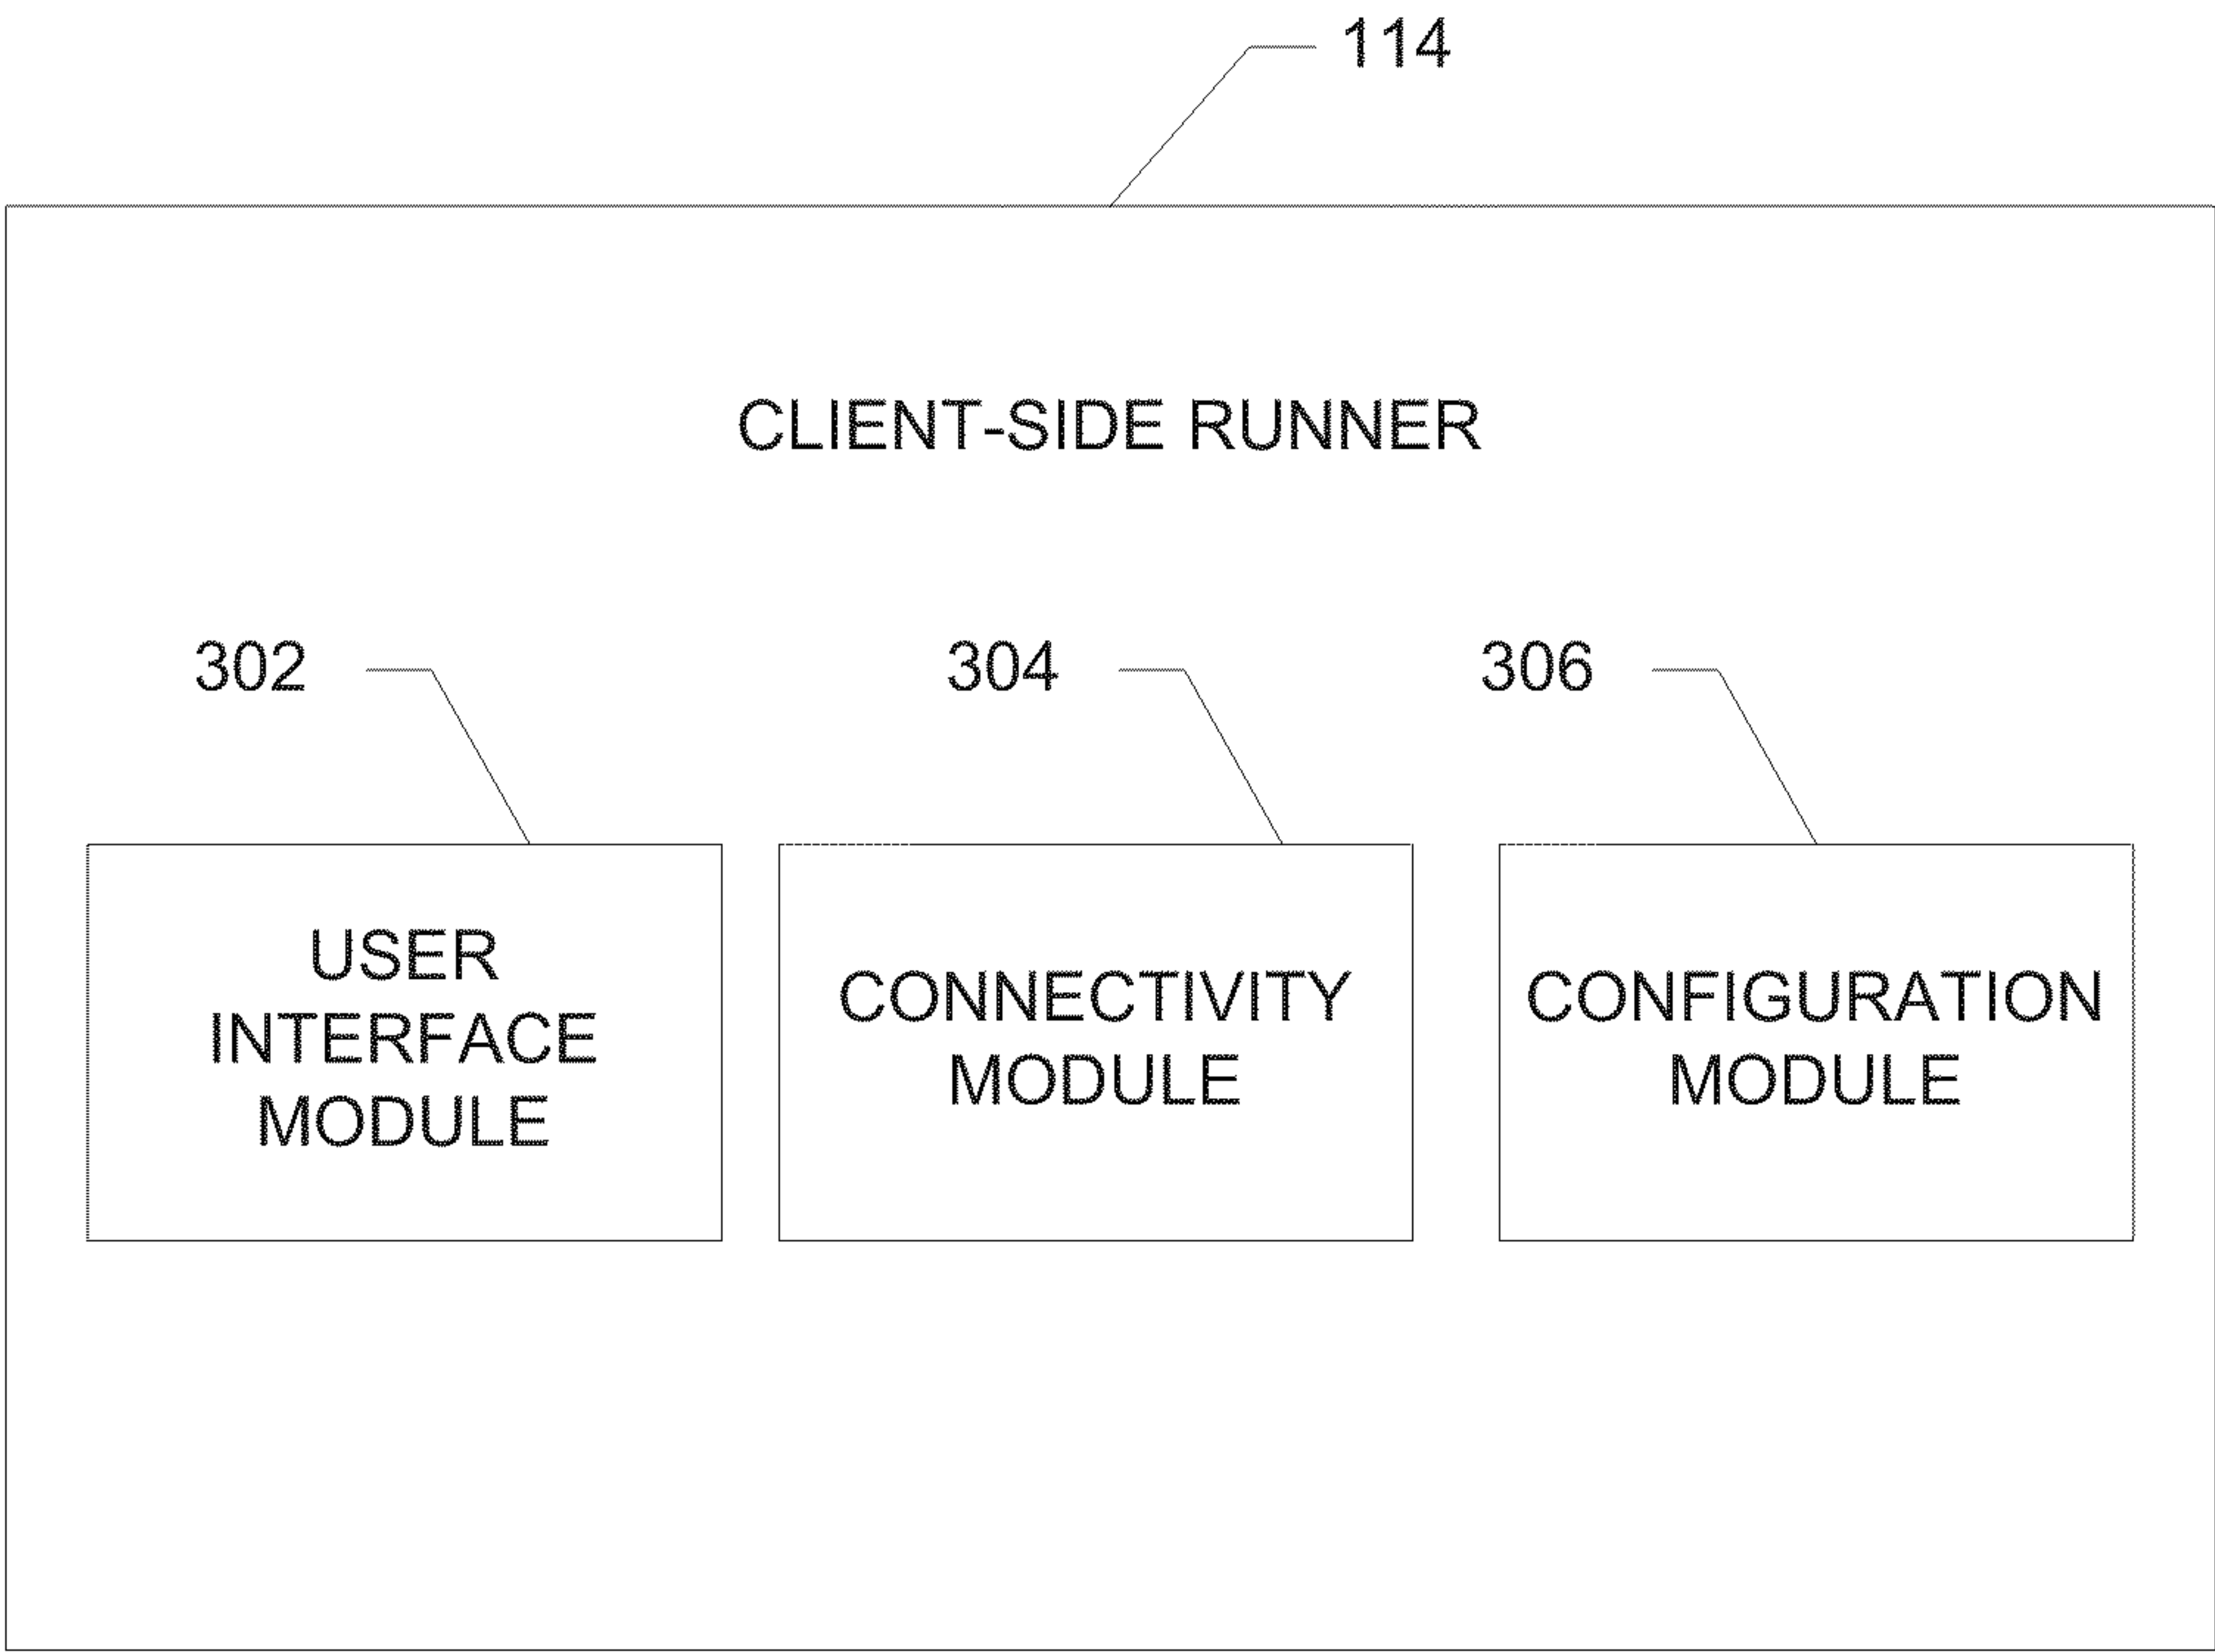 114
CLIENT-SIDE RUNNER
302
304
306
USER
INTERFACE
MODULE
CONNECTIVITY
MODULE
CONFIGURATION
MODULE